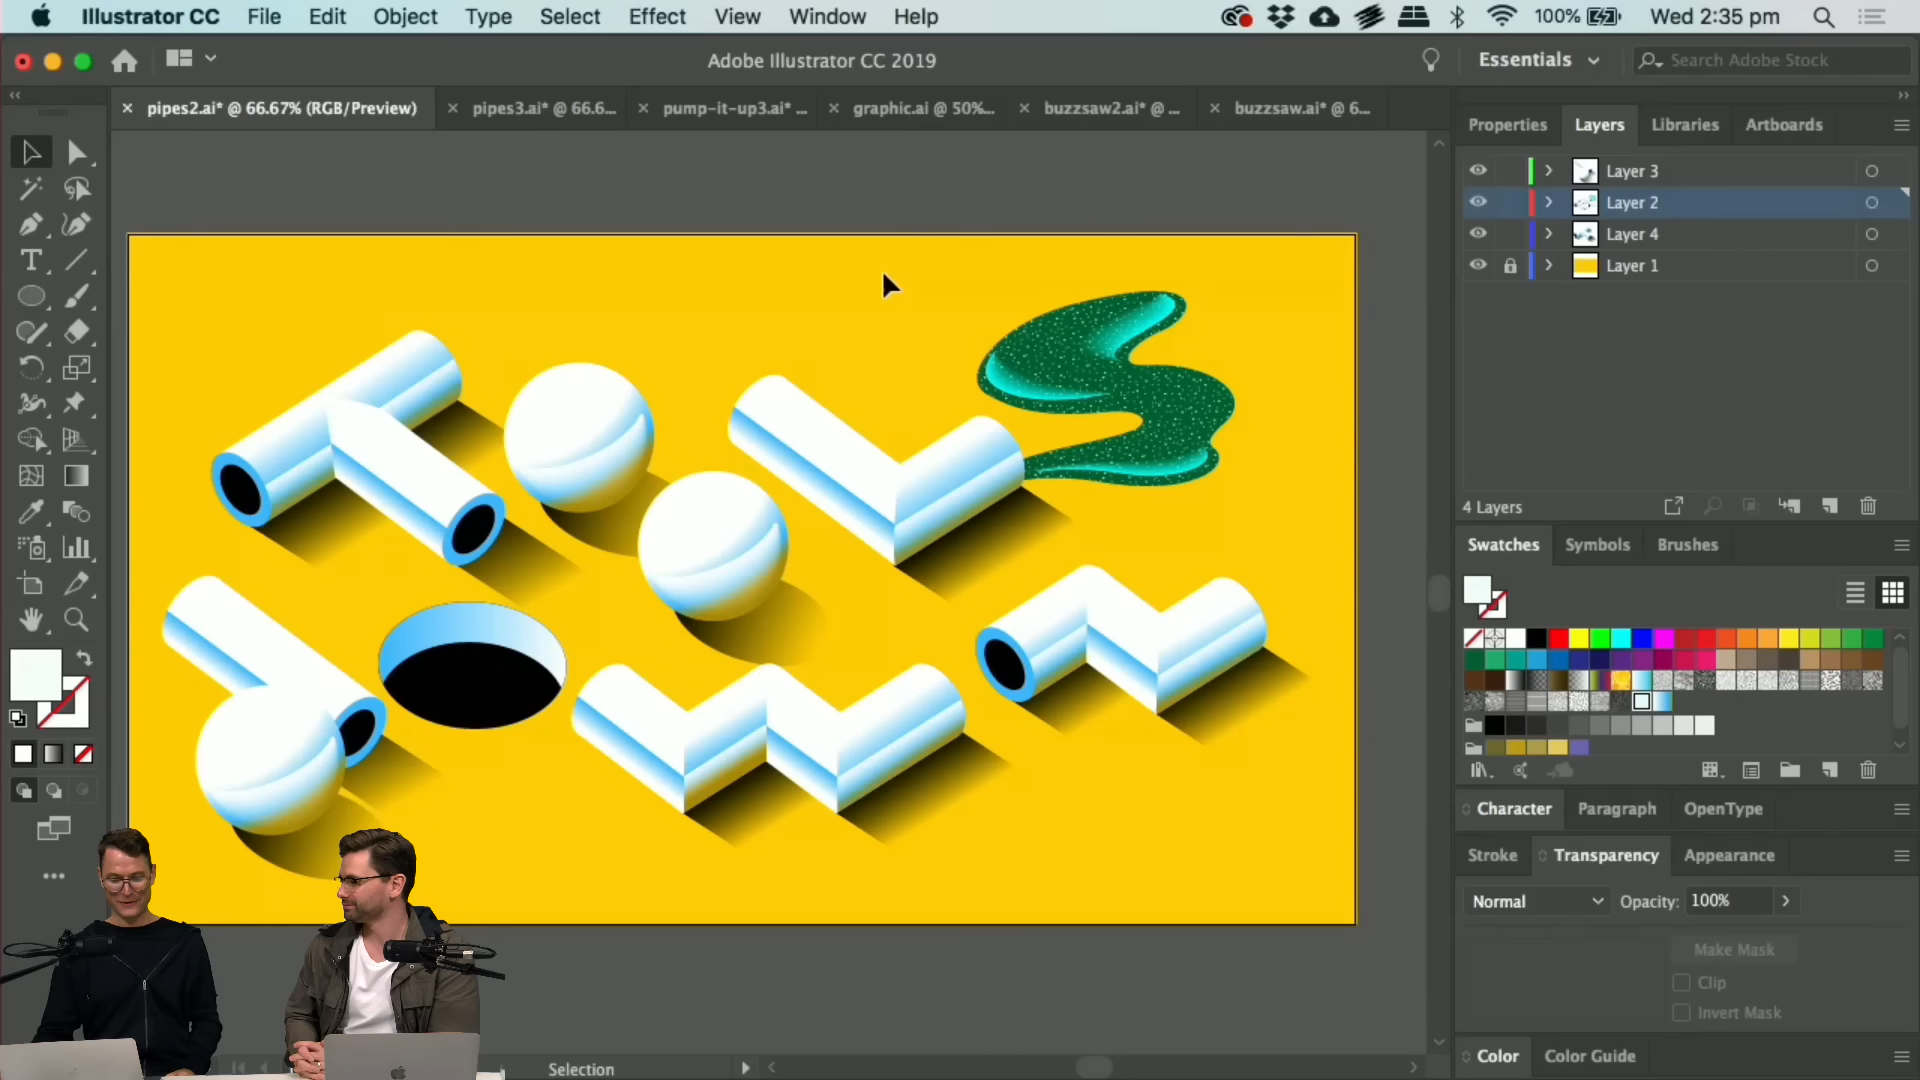 Illustrator CC File Edit Object Type Select Effect View Window Help 100% Wed 2:35 pm
Adobe Illustrator CC 2019 Essentials Search Adobe Stock
pipes2.ai* @ 66.67% (RGB/Preview) pipes3.ai* @ 66.6... pump-it-up3.ai* ... graphic.ai @ 50%... buzzsaw2.ai* @ ... buzzsaw.ai* @ 6...
Properties Layers Libraries Artboards
Layer 3
Layer 2
Layer 4
Layer 1
4 Layers
Swatches Symbols Brushes
Character Paragraph OpenType
Stroke Transparency Appearance
Normal Opacity: 100%
Make Mask
Clip
Invert Mask
Color Color Guide
Selection